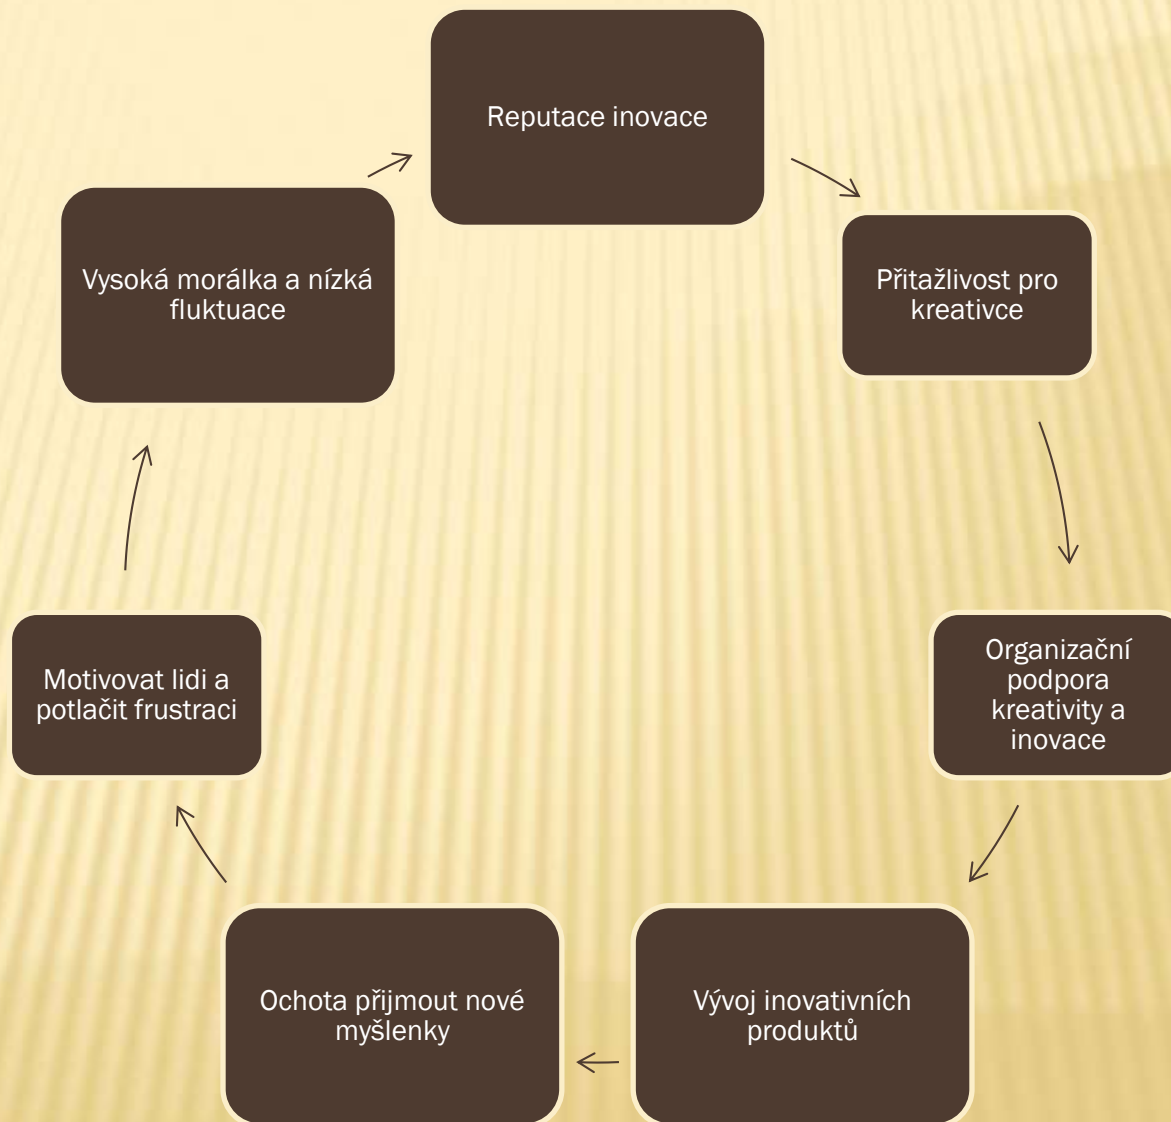 Reputace inovace
Přitažlivost pro
kreativce
Organizační
podpora
kreativity a
inovace
Vývoj inovativních
produktů
Ochota přijmout nové
myšlenky
Motivovat lidi a
potlačit frustraci
Vysoká morálka a nízká
fluktuace